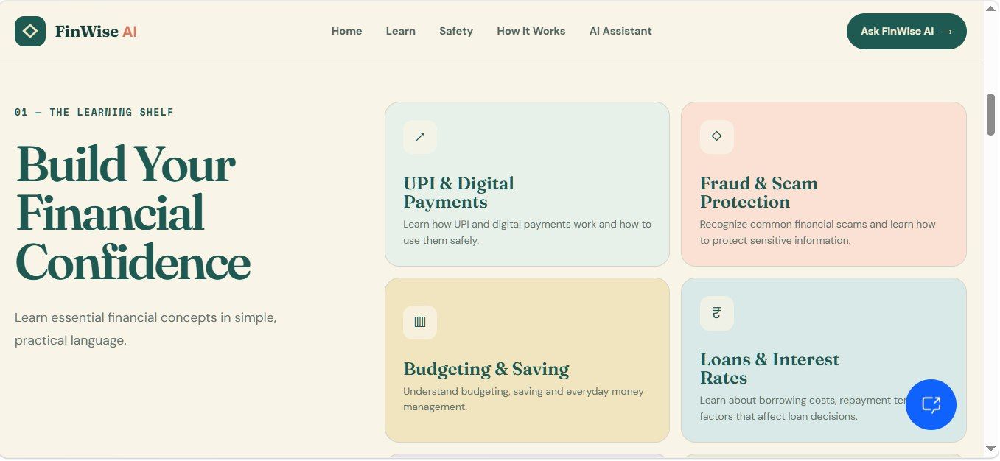 FinWise AI
Home
Learn
Safety
How It Works
AI Assistant
Ask FinWise AI →
01 — THE LEARNING SHELF
Build Your
Financial
Confidence
Learn essential financial concepts in simple,
practical language.
UPI & Digital
Payments
Learn how UPI and digital payments work and how to
use them safely.
Fraud & Scam
Protection
Recognize common financial scams and learn how
to protect sensitive information.
Budgeting & Saving
Understand budgeting, saving and everyday money
management.
₹
Loans & Interest
Rates
Learn about borrowing costs, repayment
factors that affect loan decisions.